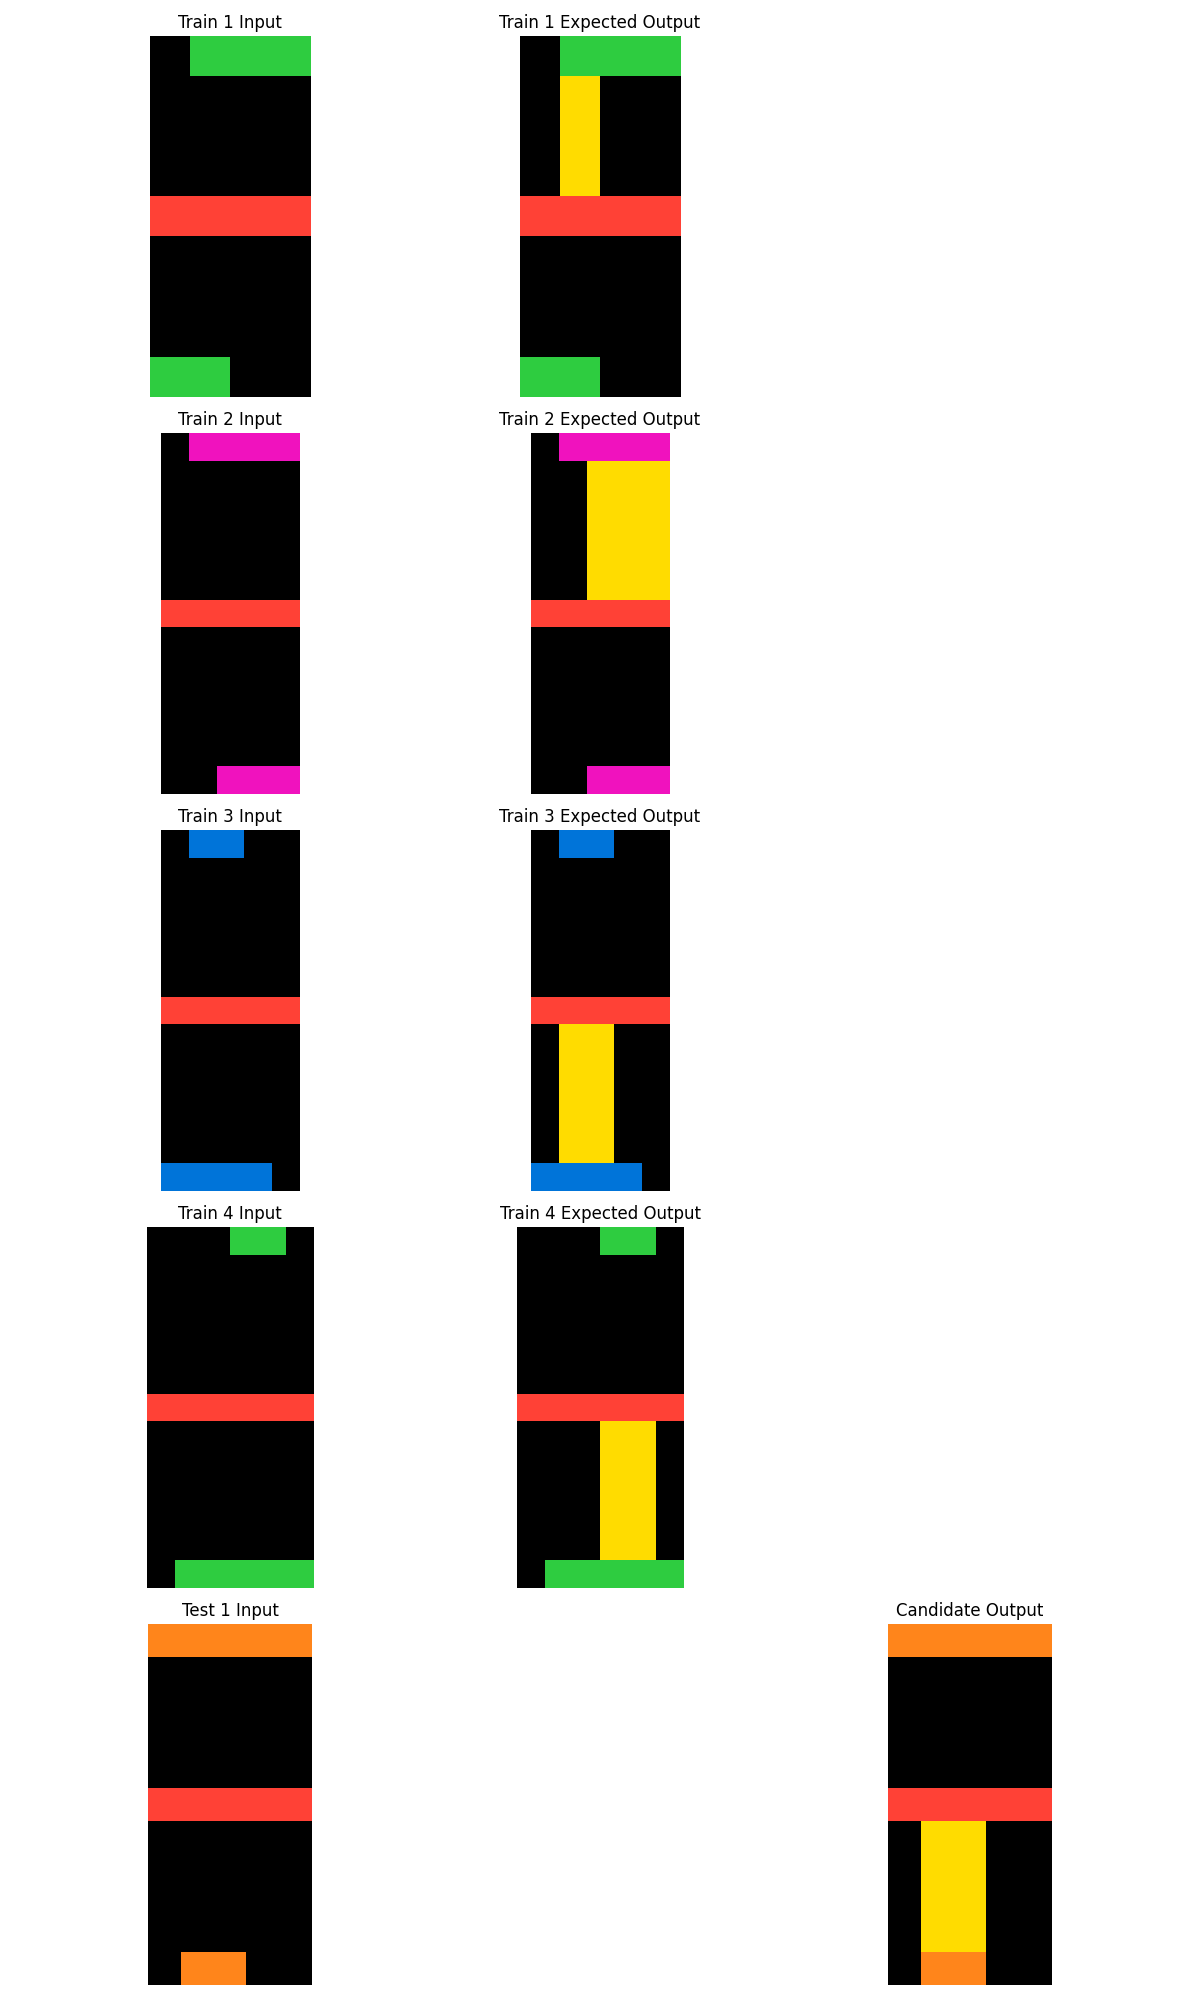 Train 1 Input
Train 1 Expected Output
Train 2 Input
Train 2 Expected Output
Train 3 Input
Train 3 Expected Output
Train 4 Input
Train 4 Expected Output
Test 1 Input
Candidate Output